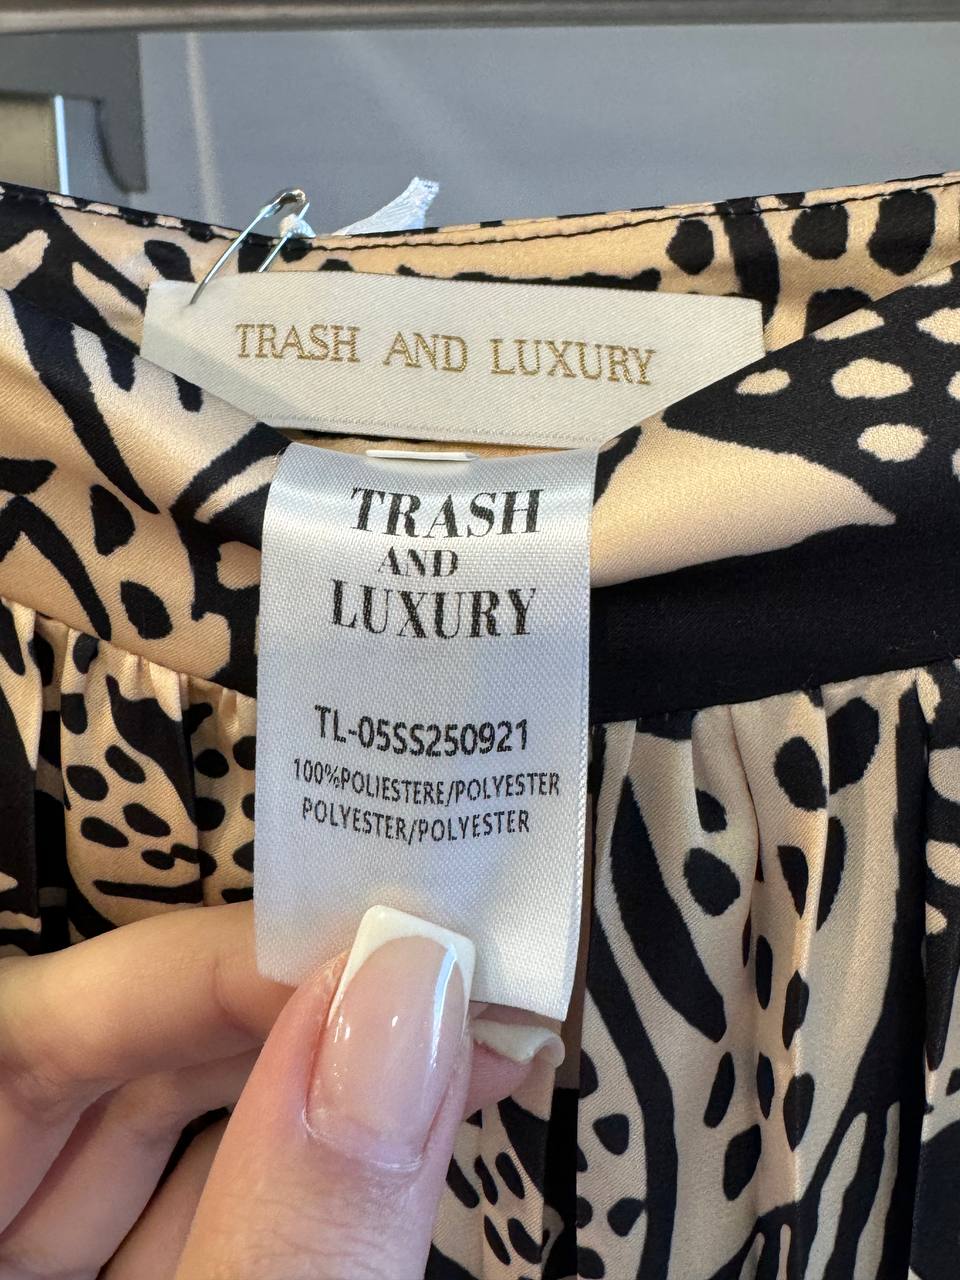 TRASH AND LUXURY
TRASH
AND
LUXURY
TL-05SS250921
100%POLIESTERE/POLYESTER
POLYESTER/POLYESTER